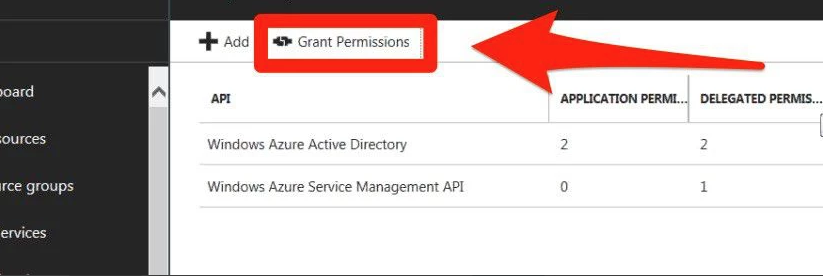 Add
Grant Permissions
board
sources
rce groups
ervices
API
APPLICATION PERMI...
DELEGATED PERMIS...
Windows Azure Active Directory
2
2
Windows Azure Service Management API
0
1